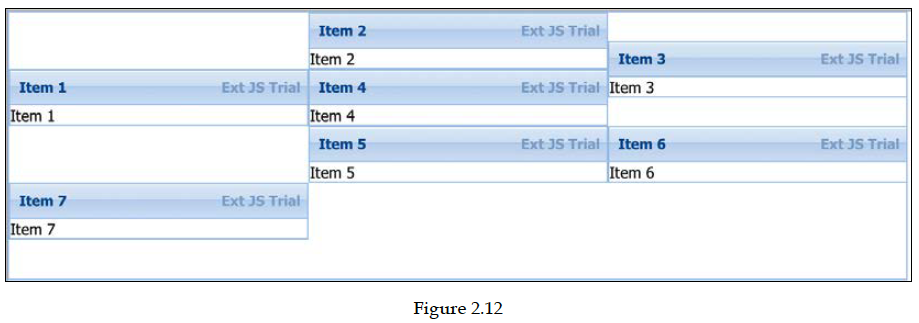 Item 2 Ext JS Trial
Item 2
Item 3 Ext JS Trial
Item 3
Item 1 Ext JS Trial
Item 1
Item 4 Ext JS Trial
Item 4
Item 5 Ext JS Trial
Item 5
Item 6 Ext JS Trial
Item 6
Item 7 Ext JS Trial
Item 7
Figure 2.12